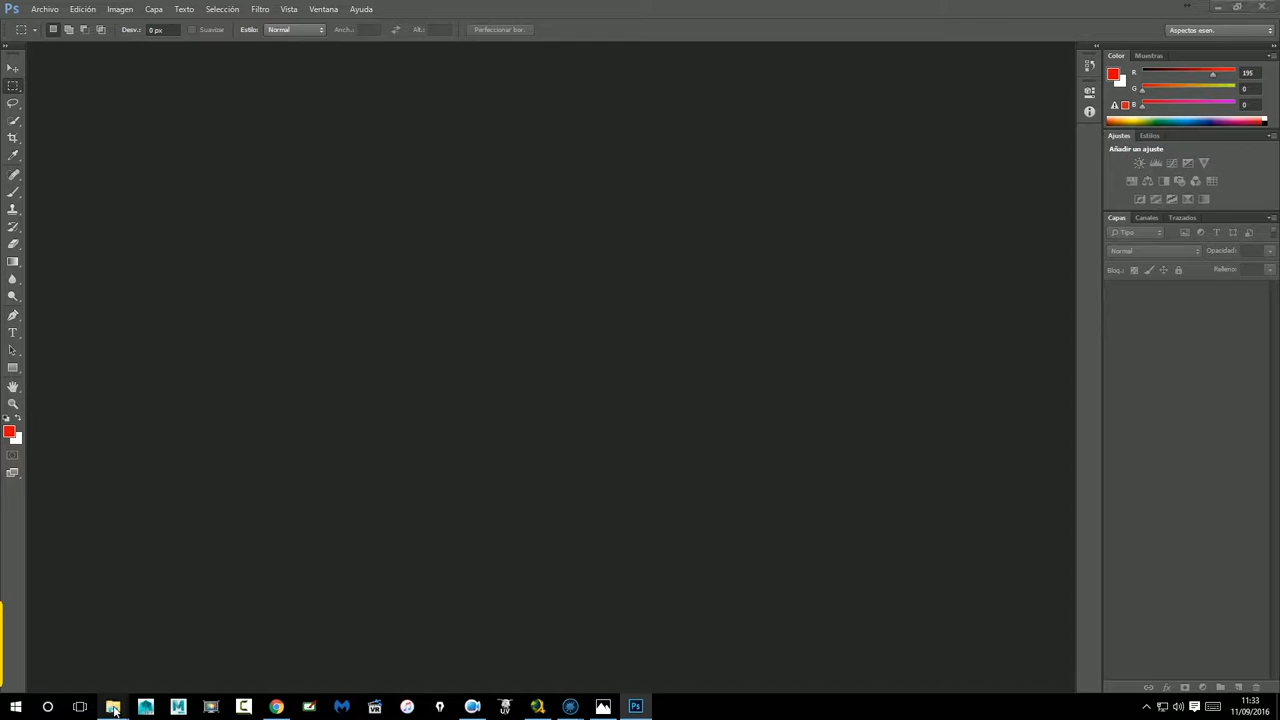 Ps Archivo Edición Imagen Capa Texto Selección Filtro Vista Ventana Ayuda
Desv.: 0 px Suavize Estilo: Normal Anch.: Alt.: Perfeccionar bor. Aspectos esen.
Color Muestras
R 195
G 0
B 0
Ajustes Estilos
Añadir un ajuste
Capas Canales Trazados
Tipo
Normal Opacidad:
Bloq.: Relleno:
11:33
11/09/2016